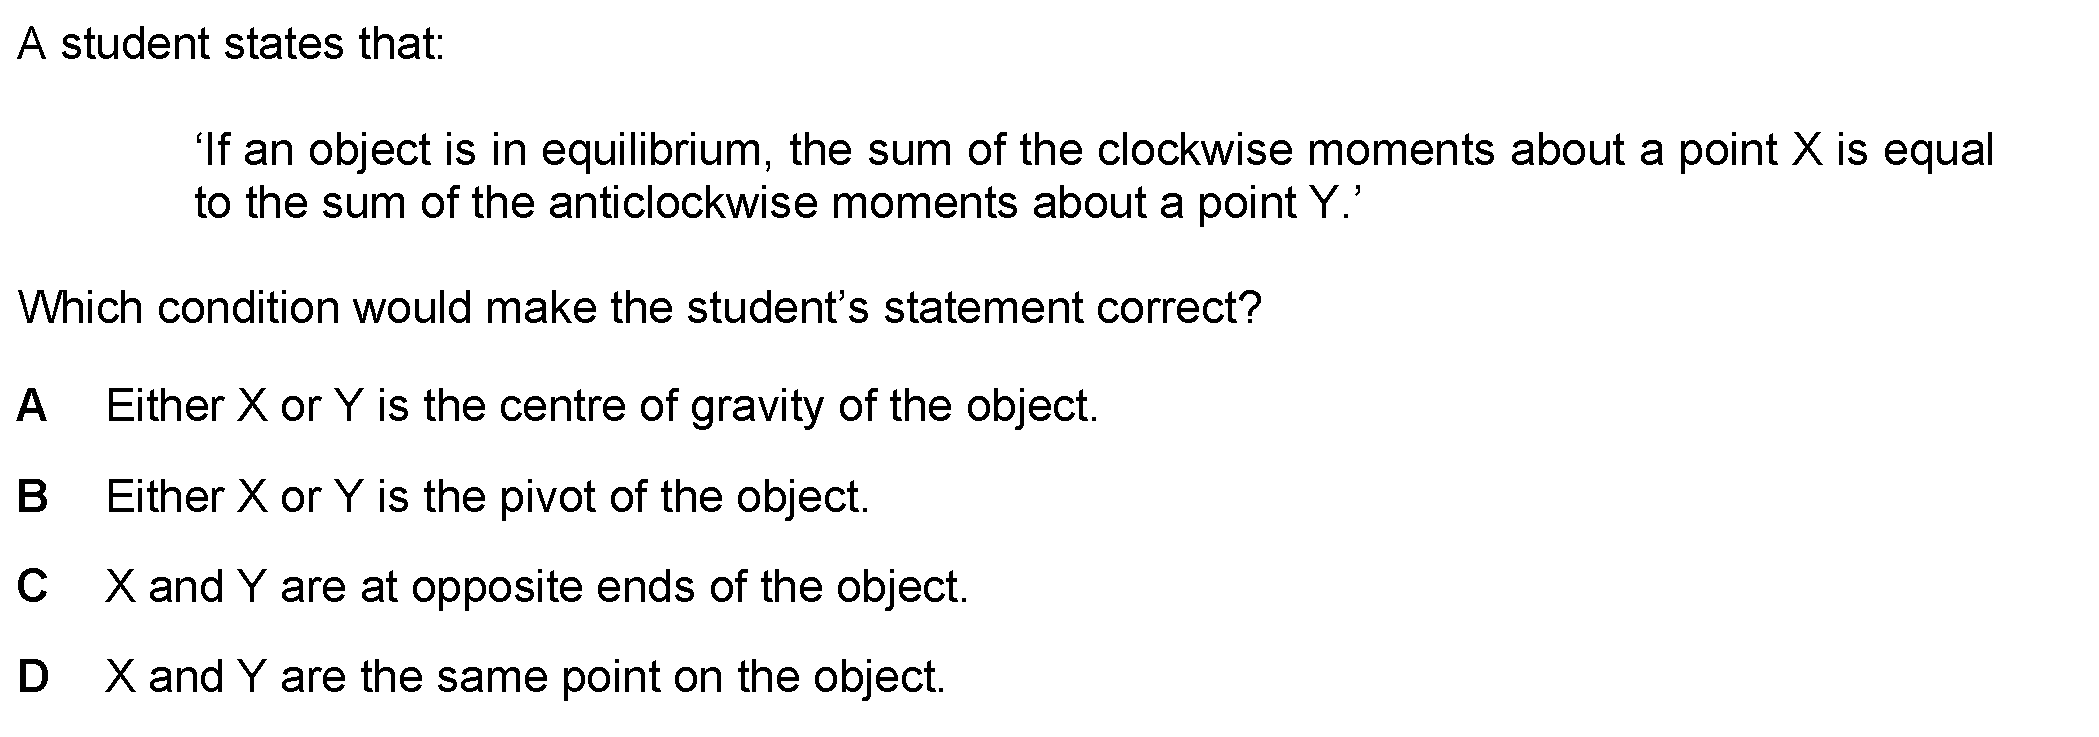 A student states that:
‘If an object is in equilibrium, the sum of the clockwise moments about a point X is equal
to the sum of the anticlockwise moments about a point Y.’
Which condition would make the student’s statement correct?
A Either X or Y is the centre of gravity of the object.
B Either X or Y is the pivot of the object.
C X and Y are at opposite ends of the object.
D X and Y are the same point on the object.